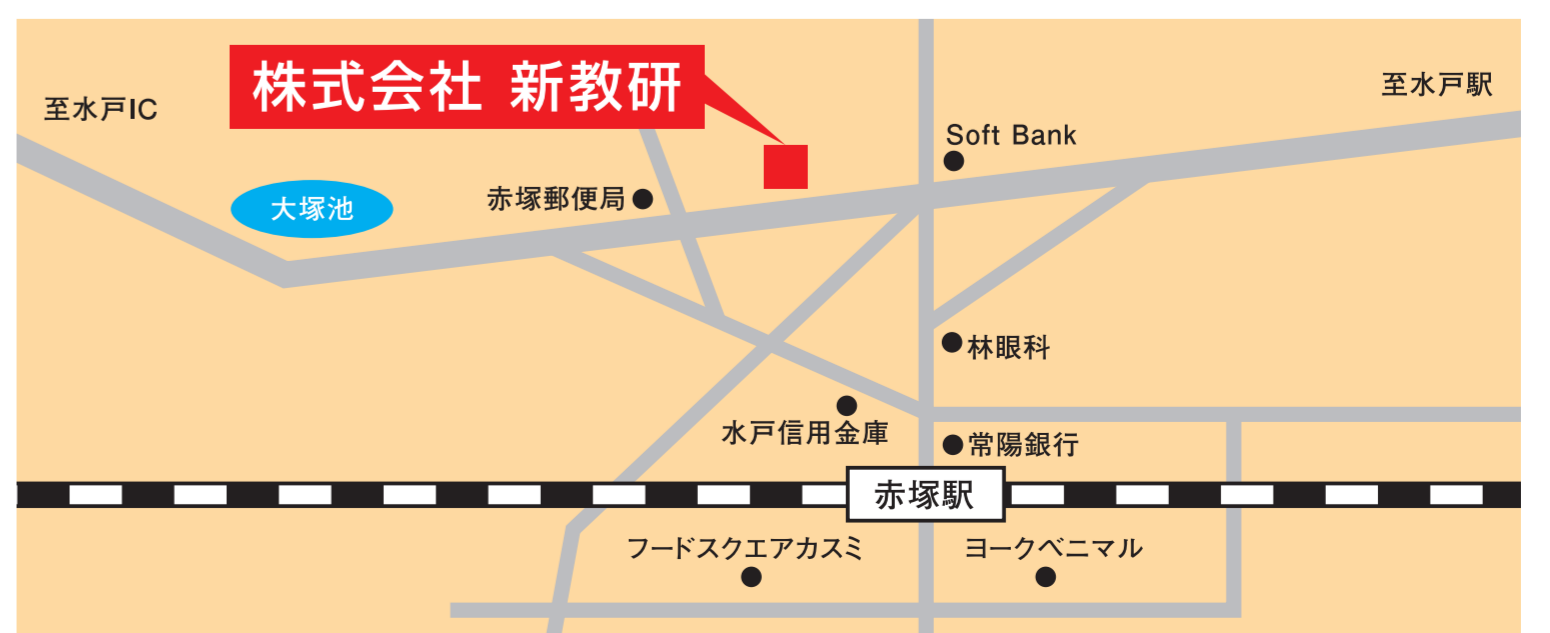 株式会社 新教研
至水戸IC
至水戸駅
Soft Bank
大塚池
赤塚郵便局
林眼科
水戸信用金庫
常陽銀行
赤塚駅
フードスクエアカスミ
ヨークベニマル